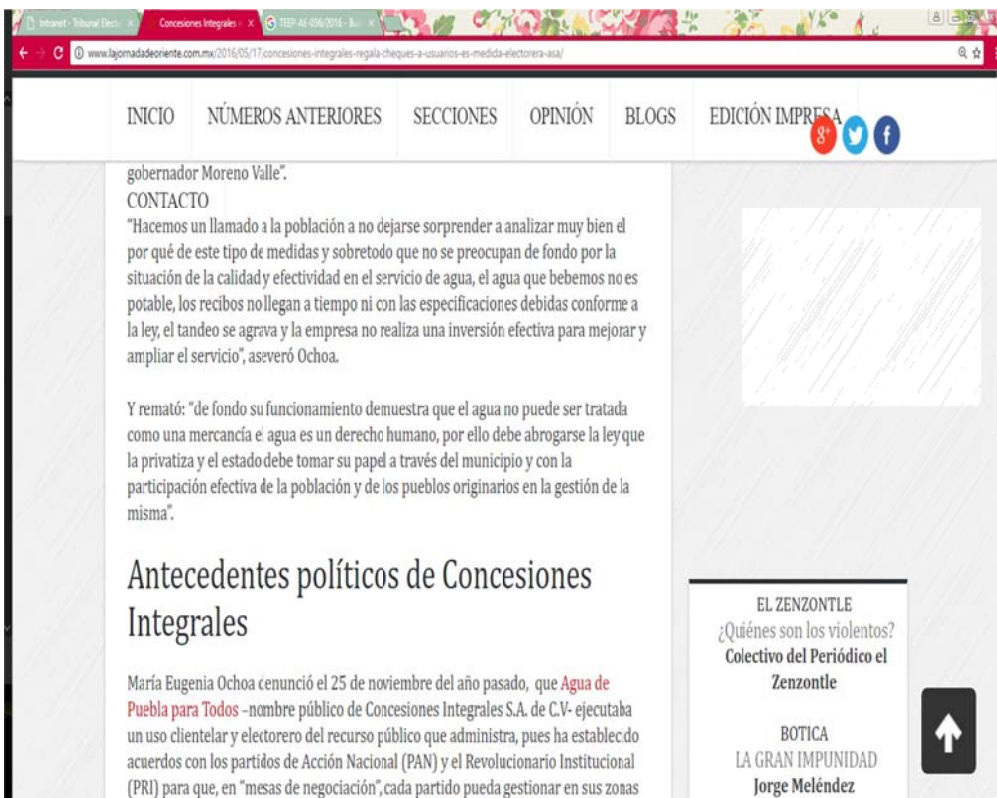 Intranet - Tribunal Elect
Concesiones Integrales
TEEP-AE-036/2016 - Bu
www.lajornadadeoriente.com.mx/2016/05/17/concesiones-integrales-regala-cheques-a-usuarios-es-medida-electorera-asa/
INICIO NÚMEROS ANTERIORES SECCIONES OPINIÓN BLOGS EDICIÓN IMPRESA
gobernador Moreno Valle”.
CONTACTO
“Hacemos un llamado a la población a no dejarse sorprender a analizar muy bien el
por qué de este tipo de medidas y sobretodo que no se preocupan de fondo por la
situación de la calidad y efectividad en el servicio de agua, el agua que bebemos no es
potable, los recibos no llegan a tiempo ni con las especificaciones debidas conforme a
la ley, el tandeo se agrava y la empresa no realiza una inversión efectiva para mejorar y
ampliar el servicio”, aseveró Ochoa.
Y remató: “de fondo su funcionamiento demuestra que el agua no puede ser tratada
como una mercancía el agua es un derecho humano, por ello debe abrogarse la ley que
la privatiza y el estado debe tomar su papel a través del municipio y con la
participación efectiva de la población y de los pueblos originarios en la gestión de la
misma”.
Antecedentes políticos de Concesiones
Integrales
María Eugenia Ochoa denunció el 25 de noviembre del año pasado, que Agua de
Puebla para Todos –nombre público de Concesiones Integrales S.A. de C.V- ejecutaba
un uso clientelar y electorero del recurso público que administra, pues ha establecido
acuerdos con los partidos de Acción Nacional (PAN) y el Revolucionario Institucional
(PRI) para que, en “mesas de negociación”, cada partido pueda gestionar en sus zonas
EL ZENZONTLE
¿Quiénes son los violentos?
Colectivo del Periódico el
Zenzontle
BOTICA
LA GRAN IMPUNIDAD
Jorge Meléndez